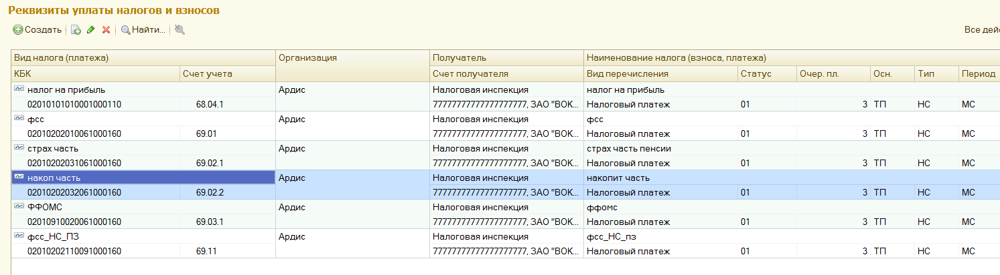 Реквизиты уплаты налогов и взносов
Создать Найти... Все дей
Вид налога (платежа) Организация Получатель Наименование налога (взноса, платежа)
КБК Счет учета Счет получателя Вид перечисления Статус Очер. пл. Осн. Тип Период
налог на прибыль Ардис Налоговая инспекция налог на прибыль
02010101010001000110 68.04.1 77777777777777777777, ЗАО "ВОК... Налоговый платеж 01 3 ТП НС МС
фсс Ардис Налоговая инспекция фсс
02010202010061000160 69.01 77777777777777777777, ЗАО "ВОК... Налоговый платеж 01 3 ТП НС МС
страх часть Ардис Налоговая инспекция страх часть пенсии
02010202031061000160 69.02.1 77777777777777777777, ЗАО "ВОК... Налоговый платеж 01 3 ТП НС МС
накоп часть Ардис Налоговая инспекция накопит часть
02010202032061000160 69.02.2 77777777777777777777, ЗАО "ВОК... Налоговый платеж 01 3 ТП НС МС
ФФОМС Ардис Налоговая инспекция ффомс
02010910020061000160 69.03.1 77777777777777777777, ЗАО "ВОК... Налоговый платеж 01 3 ТП НС МС
фсс_НС_ПЗ Ардис Налоговая инспекция фсс_НС_пз
02010202110091000160 69.11 77777777777777777777, ЗАО "ВОК... Налоговый платеж 01 3 ТП НС МС